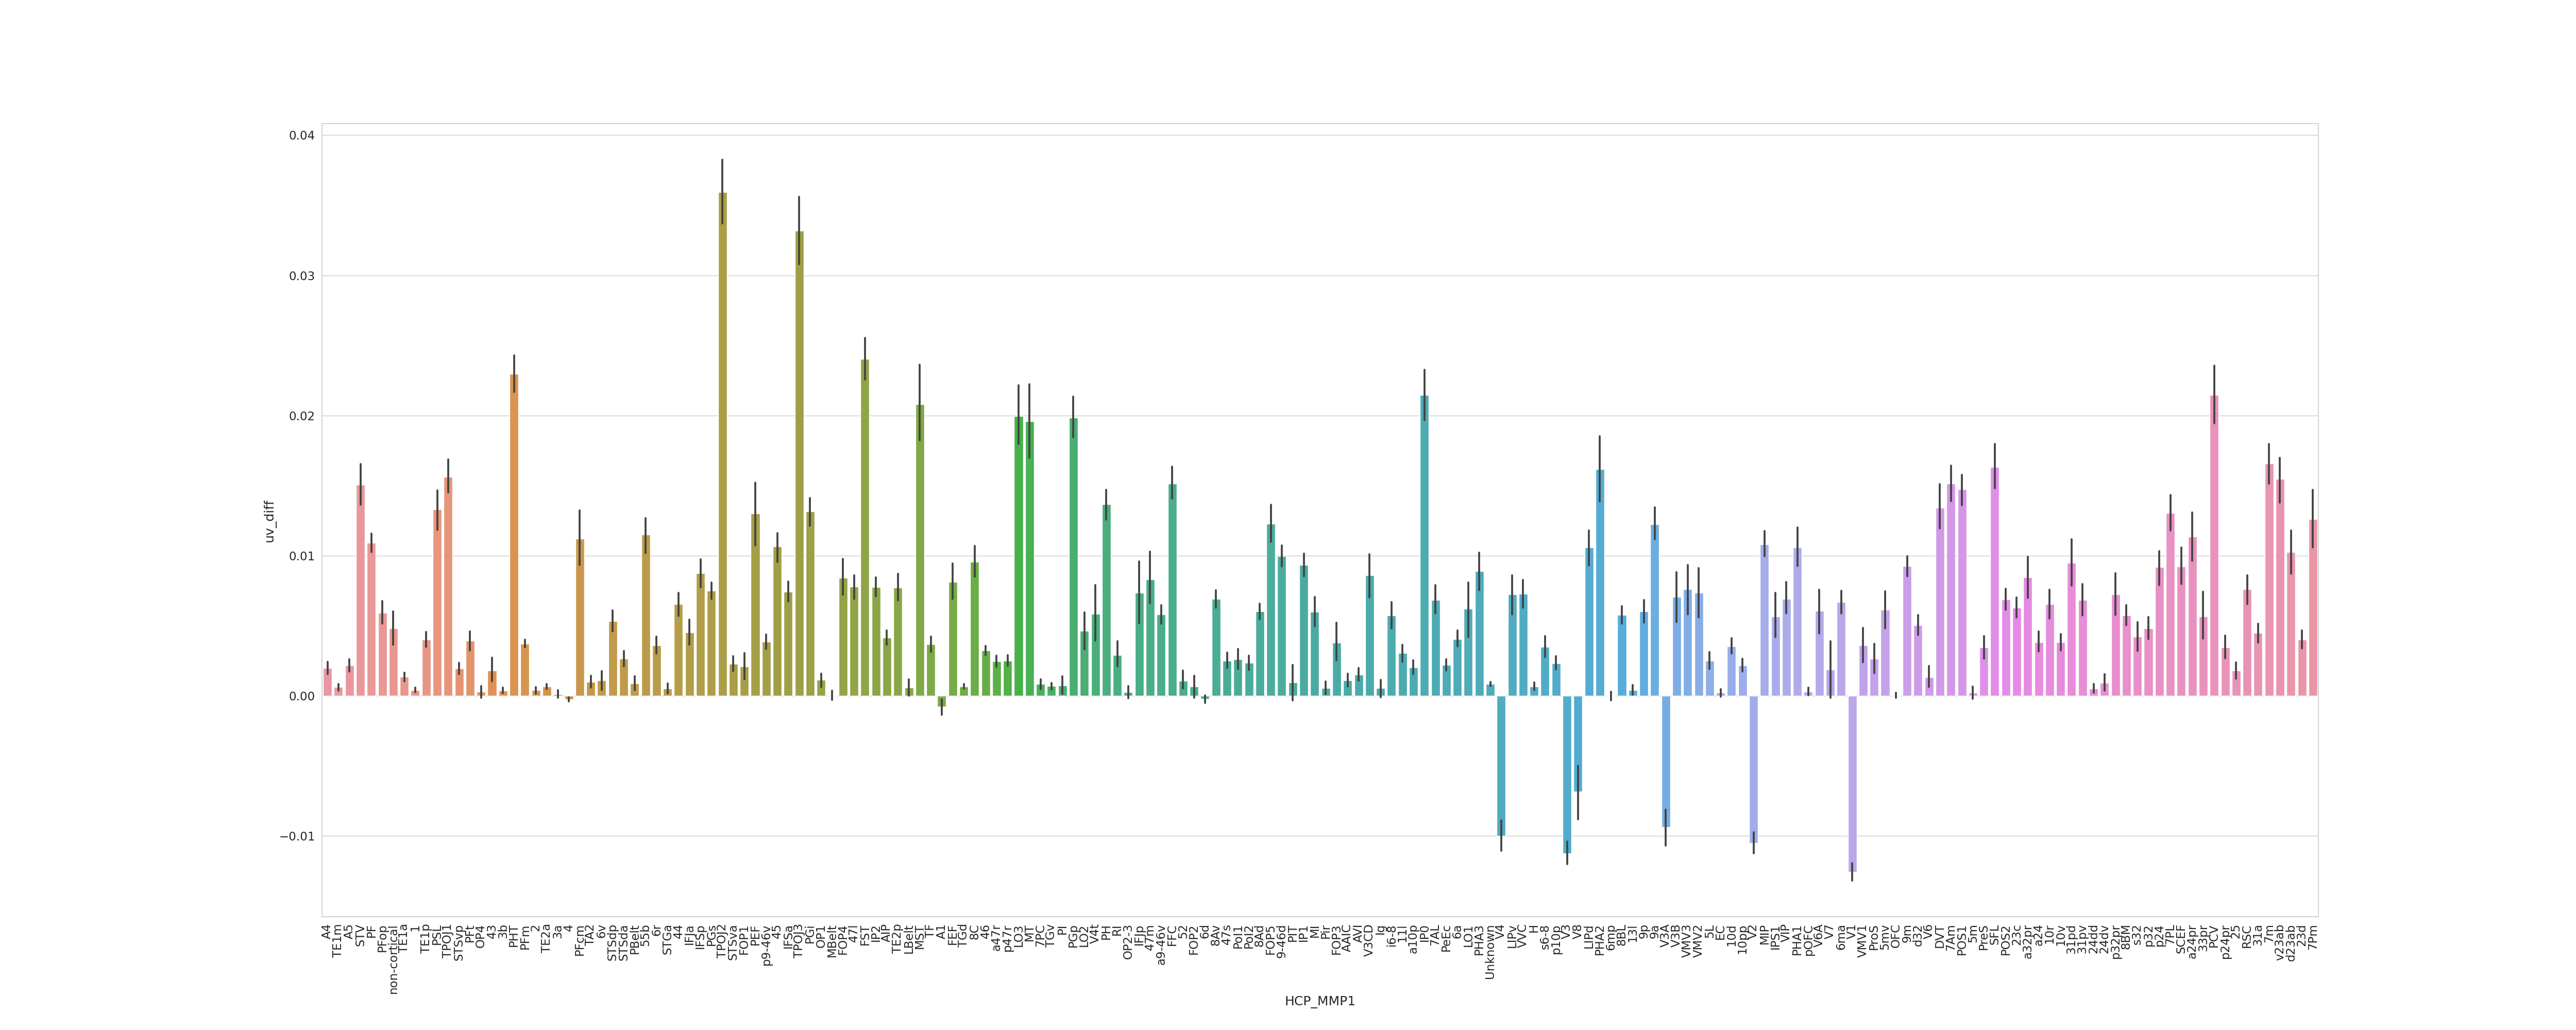 0.04
0.03
0.02
0.01
0.00
−0.01
uv_diff
A4
TE1m
A5
STV
PF
PFop
non-cortical
TE1a
1
TE1p
PSL
TPOJ1
STSvp
PFt
OP4
43
3b
PHT
PFm
2
TE2a
3a
4
PFcm
TA2
6v
STSdp
STSda
PBelt
55b
6r
STGa
44
IFJa
IFSp
PGs
TPOJ2
STSva
FOP1
PEF
p9-46v
45
IFSa
TPOJ3
PGi
OP1
MBelt
FOP4
47l
FST
IP2
AIP
TE2p
LBelt
MST
TF
A1
FEF
TGd
8C
46
a47r
p47r
LO3
MT
7PC
TGv
PI
PGp
LO2
V4t
PH
RI
OP2-3
IFJp
47m
a9-46v
FFC
52
FOP2
6d
8Av
47s
PoI1
PoI2
8Ad
FOP5
9-46d
PIT
IP1
MI
Pir
FOP3
AAIC
AVI
V3CD
Ig
i6-8
11l
a10p
IP0
7AL
PeEc
6a
LO1
PHA3
Unknown
V4
LIPv
VVC
H
s6-8
p10p
V3
V8
LIPd
PHA2
6mp
8BL
13l
9p
9a
V3A
V3B
VMV3
VMV2
5L
EC
10d
10pp
V2
MIP
IPS1
VIP
PHA1
pOFC
V6A
V7
6ma
V1
VMV1
ProS
5mv
OFC
9m
d32
V6
DVT
7Am
POS1
5m
PreS
SFL
POS2
23c
a32pr
a24
10r
10v
31pd
31pv
24dd
24dv
p32pr
8BM
s32
p32
p24
7PL
SCEF
a24pr
33pr
PCV
p24pr
25
RSC
31a
7m
v23ab
d23ab
23d
7Pm
HCP_MMP1